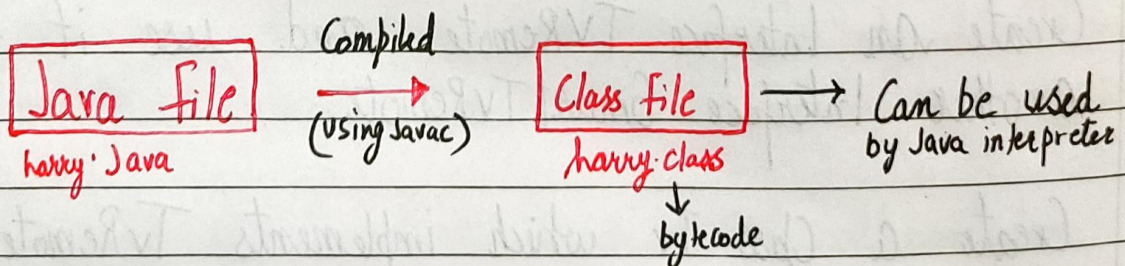 Compiled
Java file
(using Javac)
harry.Java
Class file
harry.class
bytecode
Can be used
by Java interpreter